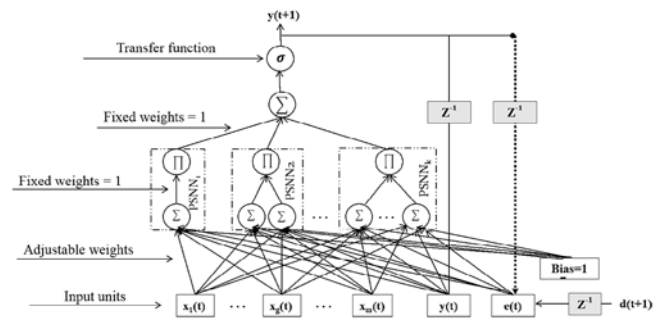 y(t+1)
Transfer function
σ
∑
Fixed weights = 1
Z⁻¹ Z⁻¹
∏ PSNN₁ ∏ PSNN₂ ∏ PSNNₖ
Fixed weights = 1
∑ ∑ ∑ ... ∑ ... ∑
Adjustable weights
Bias=1
Input units x₁(t) ... x_g(t) ... xₘ(t) y(t) e(t) Z⁻¹ d(t+1)